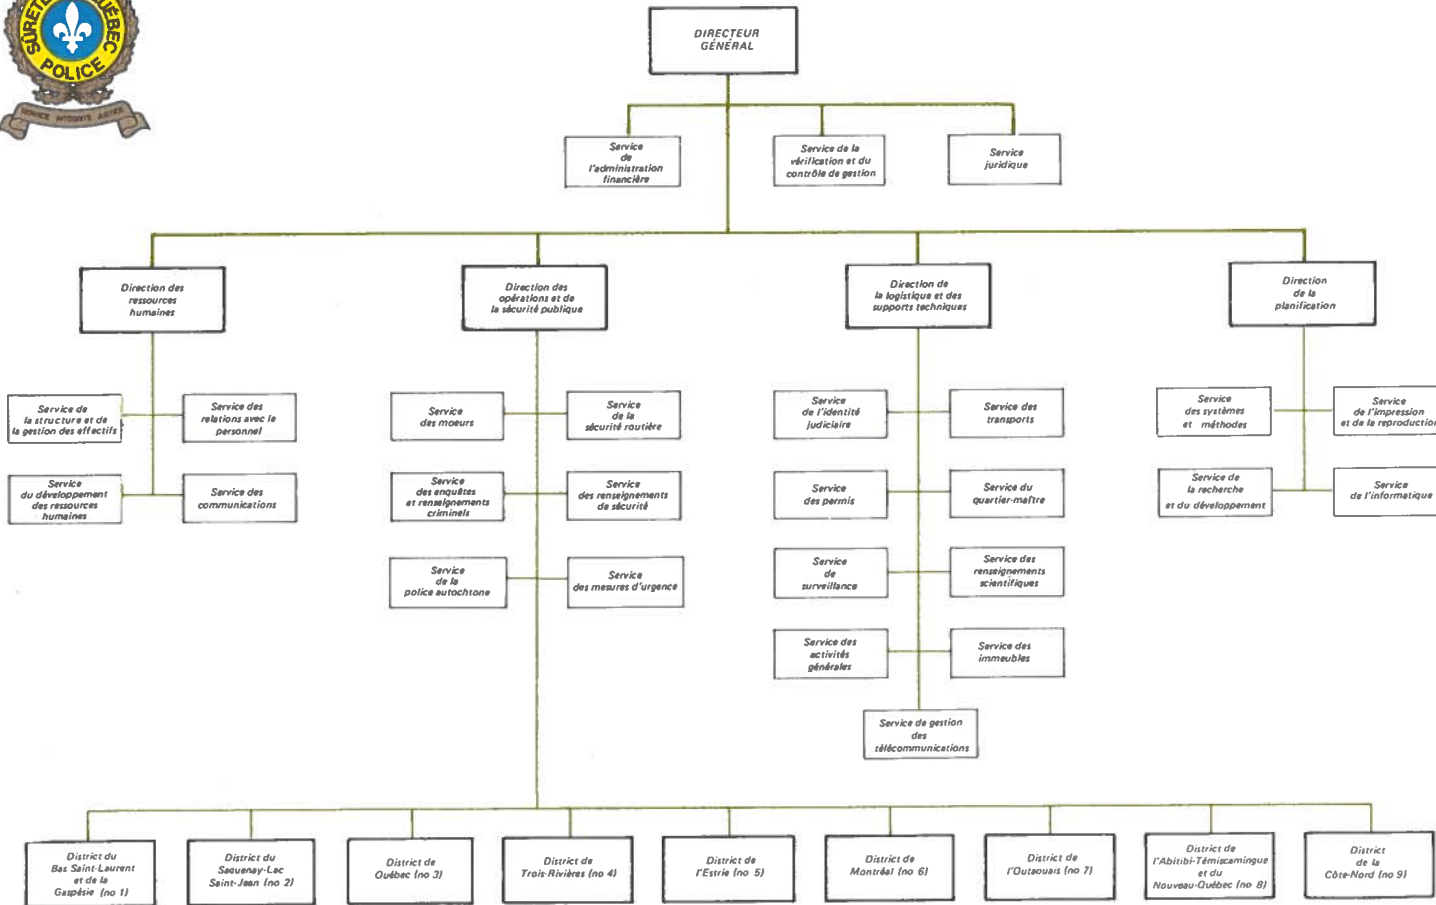 SÛRETÉ
QUÉBEC
POLICE
SERVICE INTÉGRITÉ JUSTICE
DIRECTEUR
GÉNÉRAL
Service
de
l'administration
financière
Service de la
vérification et du
contrôle de gestion
Service
juridique
Direction des
ressources
humaines
Direction des
opérations et de
la sécurité publique
Direction de
la logistique et des
supports techniques
Direction
de la
planification
Service de
la structure et de
la gestion des effectifs
Service des
relations avec le
personnel
Service
du développement
des ressources
humaines
Service des
communications
Service
des moeurs
Service
de la
sécurité routière
Service
des enquêtes
et renseignements
criminels
Service
des renseignements
de sécurité
Service
de la
police autochtone
Service
des mesures d'urgence
Service
de l'identité
judiciaire
Service des
transports
Service
des permis
Service du
quartier-maître
Service
de
surveillance
Service des
renseignements
scientifiques
Service des
activités
générales
Service des
immeubles
Service de gestion
des
télécommunications
Service
des systèmes
et méthodes
Service
de l'impression
et de la reproduction
Service de
la recherche
et du développement
Service
de l'informatique
District du
Bas Saint-Laurent
et de la
Gaspésie (no 1)
District du
Saguenay-Lac
Saint-Jean (no 2)
District de
Québec (no 3)
District de
Trois-Rivières (no 4)
District de
l'Estrie (no 5)
District de
Montréal (no 6)
District de
l'Outaouais (no 7)
District de
l'Abitibi-Témiscamingue
et du
Nouveau-Québec (no 8)
District
de la
Côte-Nord (no 9)